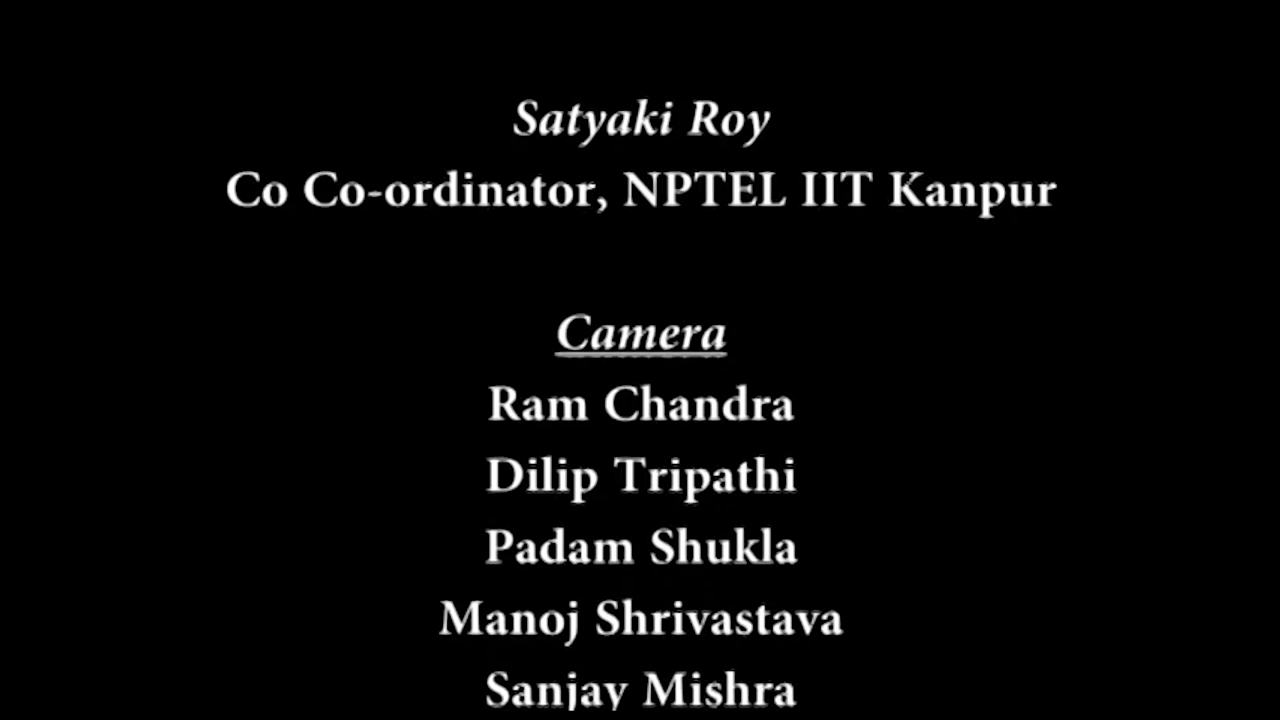 Satyaki Roy
Co Co-ordinator, NPTEL IIT Kanpur
Camera
Ram Chandra
Dilip Tripathi
Padam Shukla
Manoj Shrivastava
Sanjay Mishra